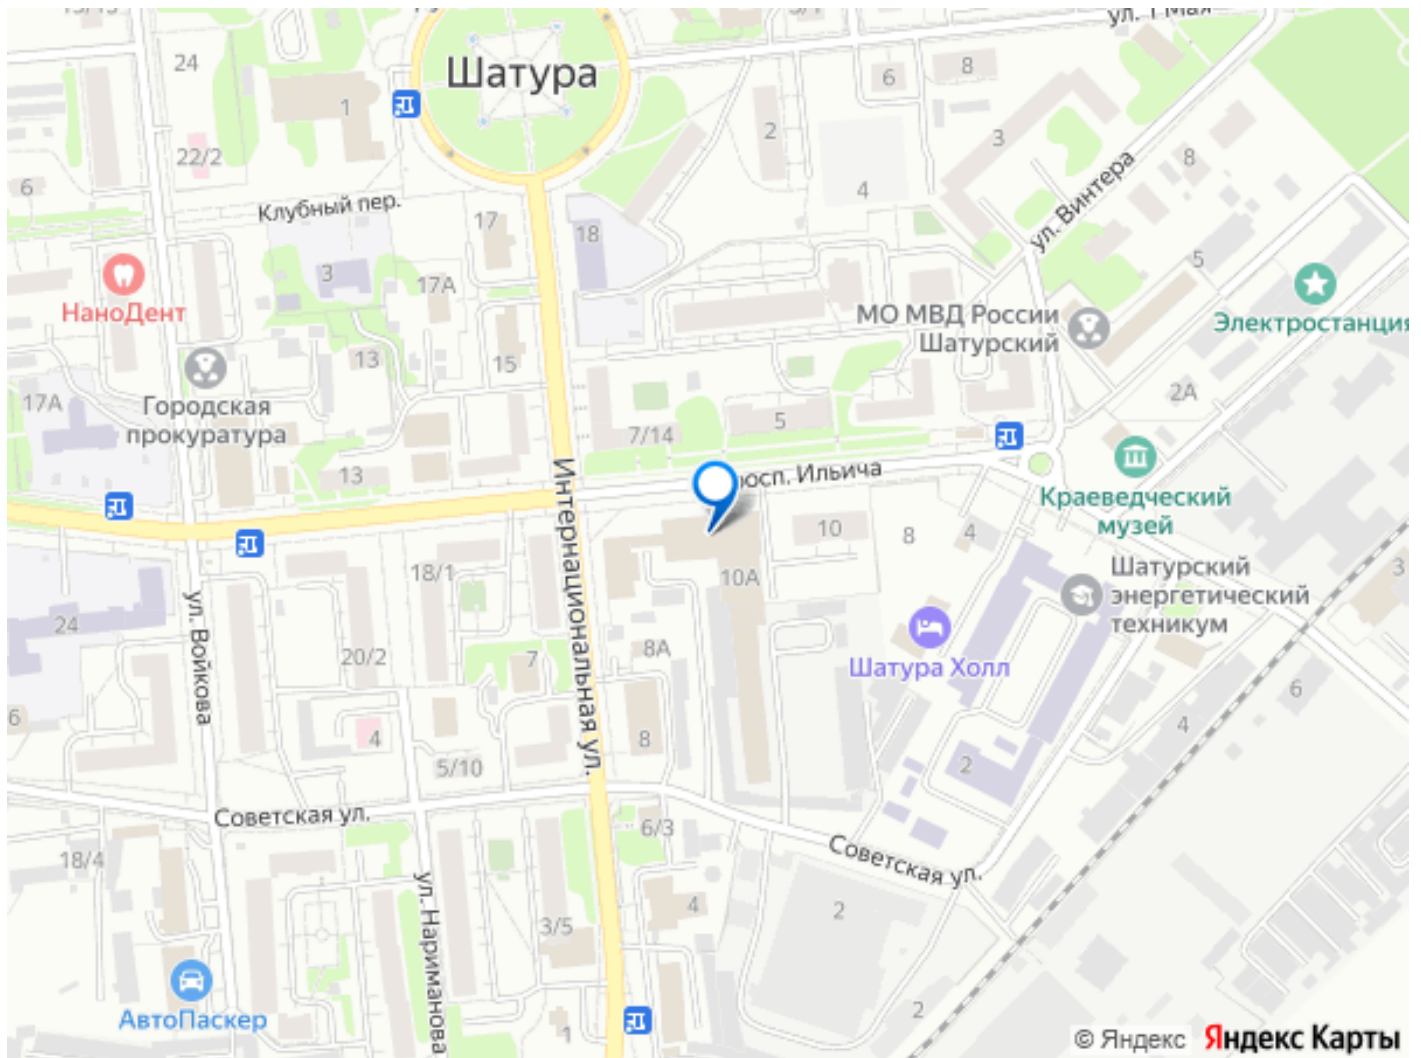 ул. 1 Мая
24
Шатура
6
8
1
2
3
22/2
8
6
4
Клубный пер.
ул. Винтера
17
18
3
17А
5
НаноДент
МО МВД России
Шатурский
Электростанция
13
15
17А
2А
Городская
прокуратура
7/14
5
13
просп. Ильича
Краеведческий
музей
Интернациональная ул.
10
8
4
18/1
10А
Шатурский
энергетический
техникум
3
24
ул. Войкова
20/2
7
8А
Шатура Холл
6
6
4
8
4
5/10
2
Советская ул.
6/3
18/4
Советская ул.
ул. Нариманова
3/5
4
2
АвтоПаскер
2
1
© Яндекс Яндекс Карты